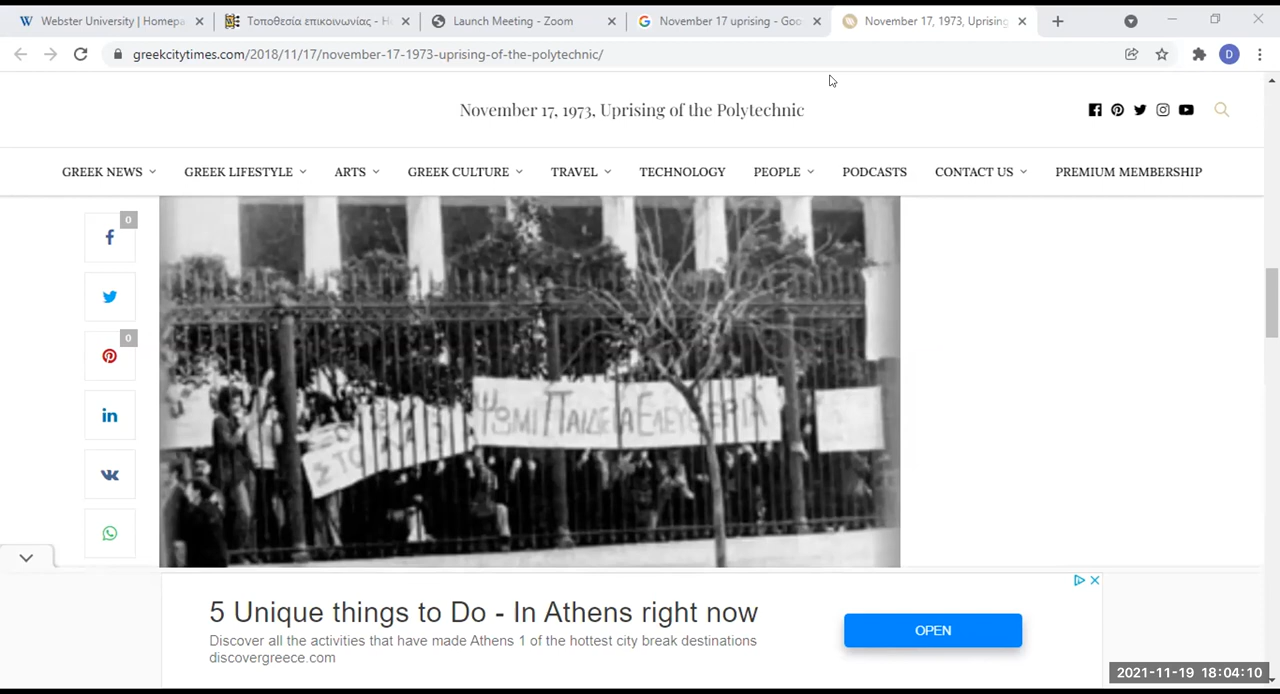 Webster University | Homepa
Τοποθεσία επικοινωνίας - Η
Launch Meeting - Zoom
November 17 uprising - Goo
November 17, 1973, Uprising
greekcitytimes.com/2018/11/17/november-17-1973-uprising-of-the-polytechnic/
D
November 17, 1973, Uprising of the Polytechnic
GREEK NEWS GREEK LIFESTYLE ARTS GREEK CULTURE TRAVEL TECHNOLOGY PEOPLE PODCASTS CONTACT US PREMIUM MEMBERSHIP
0
0
ΨΩΜΙ ΠΑΙΔΕΙΑ ΕΛΕΥΘΕΡΙΑ
ΣΤΟ
5 Unique things to Do - In Athens right now
Discover all the activities that have made Athens 1 of the hottest city break destinations
discovergreece.com
OPEN
2021-11-19 18:04:10